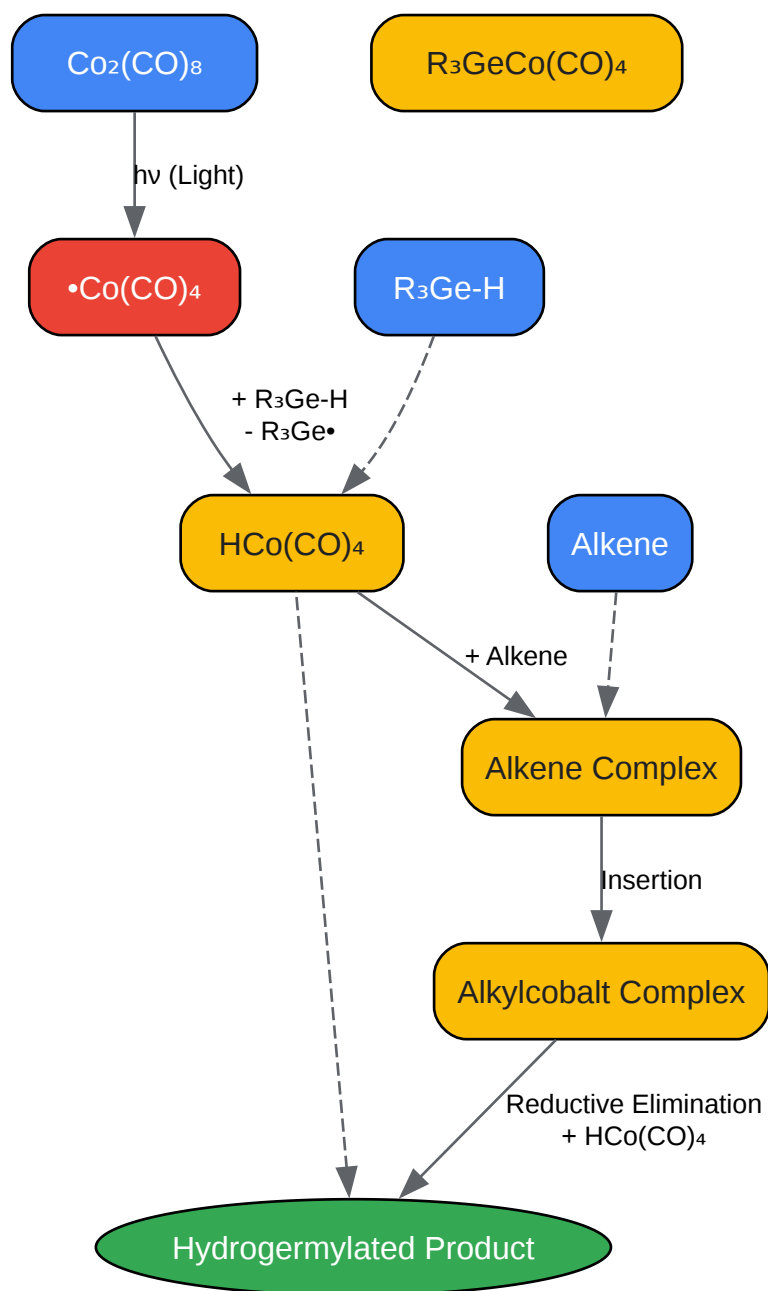 Co₂(CO)₈
R₃GeCo(CO)₄
hν (Light)
•Co(CO)₄
R₃Ge-H
+ R₃Ge-H
- R₃Ge•
HCo(CO)₄
Alkene
+ Alkene
Alkene Complex
Insertion
Alkylcobalt Complex
Reductive Elimination
+ HCo(CO)₄
Hydrogermylated Product